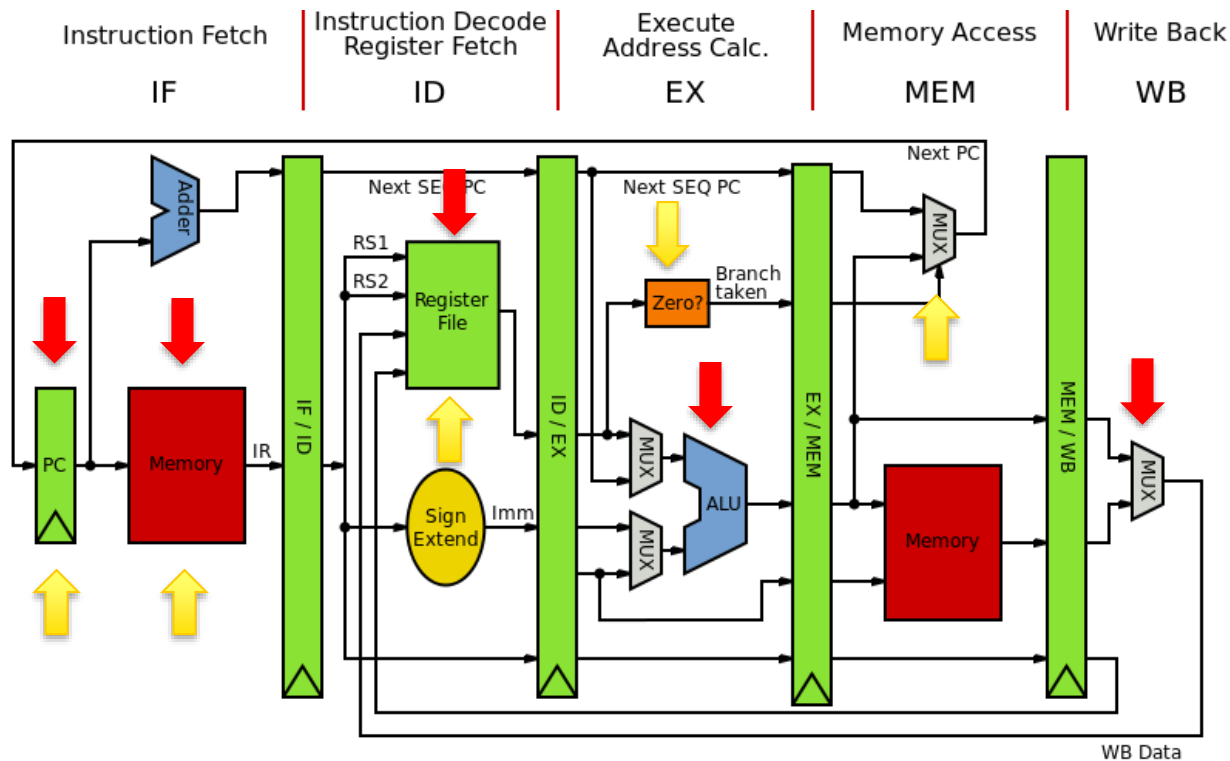 Instruction Fetch
Instruction Decode
Register Fetch
Execute
Address Calc.
Memory Access
Write Back
IF
ID
EX
MEM
WB
Next PC
Adder
Next SEQ PC
Next SEQ PC
MUX
RS1
RS2
Register
File
Zero?
Branch
taken
PC
Memory
IR
IF / ID
Sign
Extend
Imm
ID / EX
MUX
MUX
ALU
EX / MEM
Memory
MEM / WB
MUX
WB Data